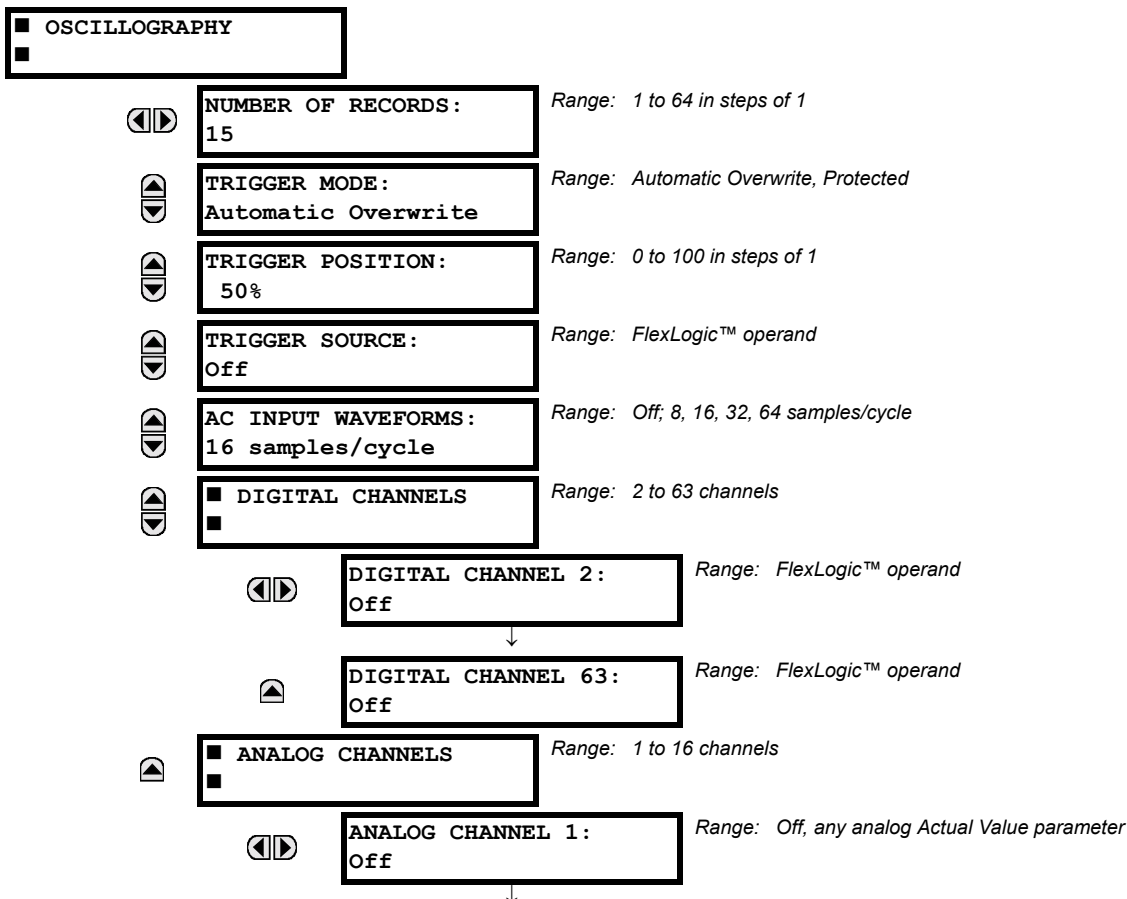 ■ OSCILLOGRAPHY
■
NUMBER OF RECORDS:
15
Range: 1 to 64 in steps of 1
TRIGGER MODE:
Automatic Overwrite
Range: Automatic Overwrite, Protected
TRIGGER POSITION:
50%
Range: 0 to 100 in steps of 1
TRIGGER SOURCE:
Off
Range: FlexLogic™ operand
AC INPUT WAVEFORMS:
16 samples/cycle
Range: Off; 8, 16, 32, 64 samples/cycle
■ DIGITAL CHANNELS
■
Range: 2 to 63 channels
DIGITAL CHANNEL 2:
Off
Range: FlexLogic™ operand
↓
DIGITAL CHANNEL 63:
Off
Range: FlexLogic™ operand
■ ANALOG CHANNELS
■
Range: 1 to 16 channels
ANALOG CHANNEL 1:
Off
Range: Off, any analog Actual Value parameter
↓